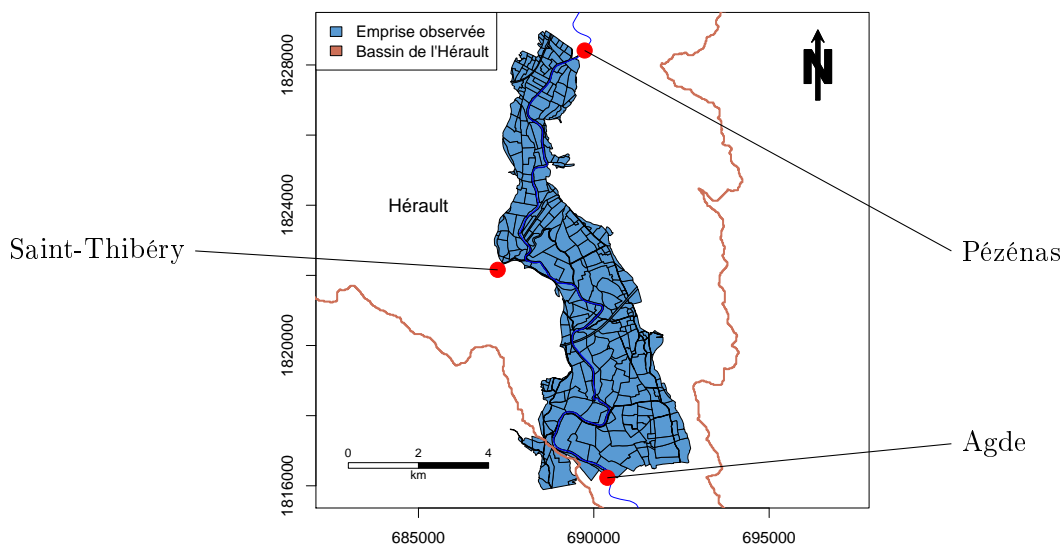 Emprise observée
Bassin de l'Hérault
N
1828000
1824000
1820000
1816000
Hérault
Saint-Thibéry
Pézénas
Agde
0 2 4
km
685000 690000 695000